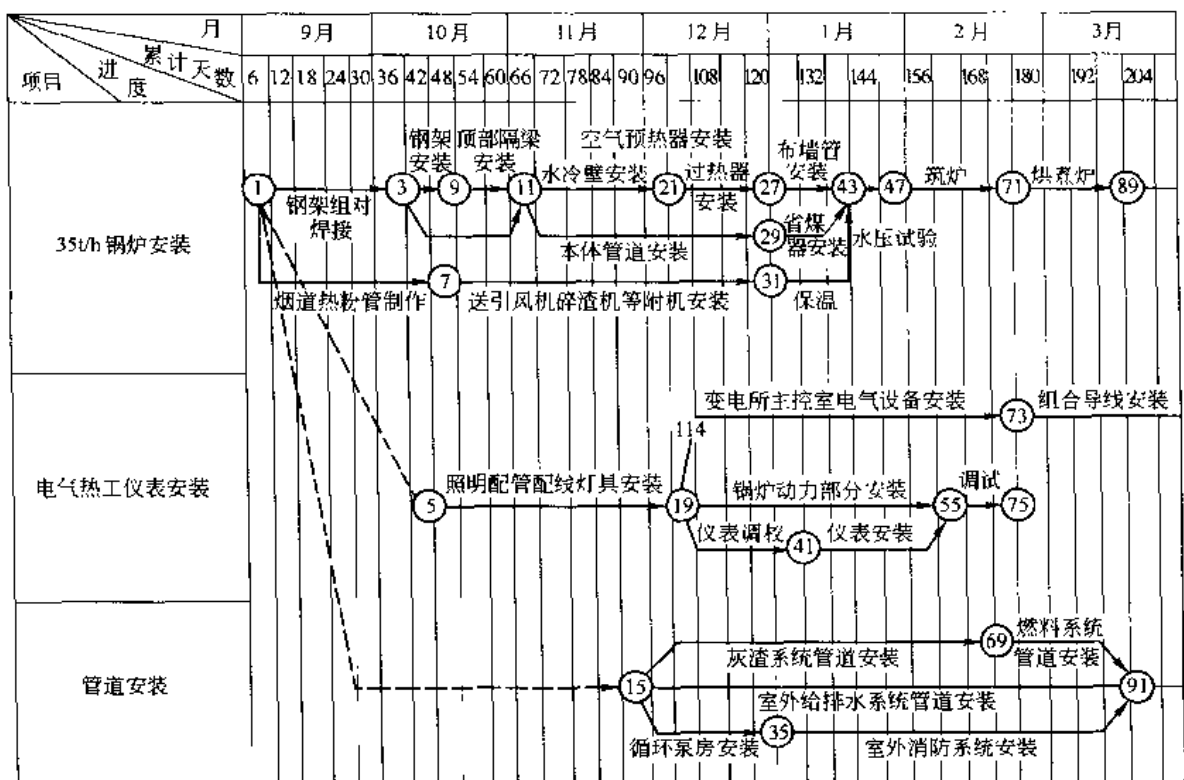 月
9月 10月 11月 12月 1月 2月 3月
累计天数
进度
项目
6 12 18 24 30 36 42 48 54 60 66 72 78 84 90 96 108 120 132 144 156 168 180 192 204
钢架 顶部隔梁 空气预热器安装 布墙管
安装 安装 水冷壁安装 过热器 安装 筑炉 烘煮炉
1 3 9 11 21 27 43 47 71 89
钢架组对 安装 省煤
焊接 29 器安装 水压试验
35t/h 锅炉安装 本体管道安装
7 31
烟道热粉管制作 送引风机碎渣机等附机安装 保温
变电所主控室电气设备安装 73 组合导线安装
114
电气热工仪表安装 照明配管配线灯具安装 锅炉动力部分安装 调试
5 19 55 75
仪表调校 41 仪表安装
69 燃料系统
灰渣系统管道安装 管道安装
管道安装 15 91
室外给排水系统管道安装
35
循环泵房安装 室外消防系统安装